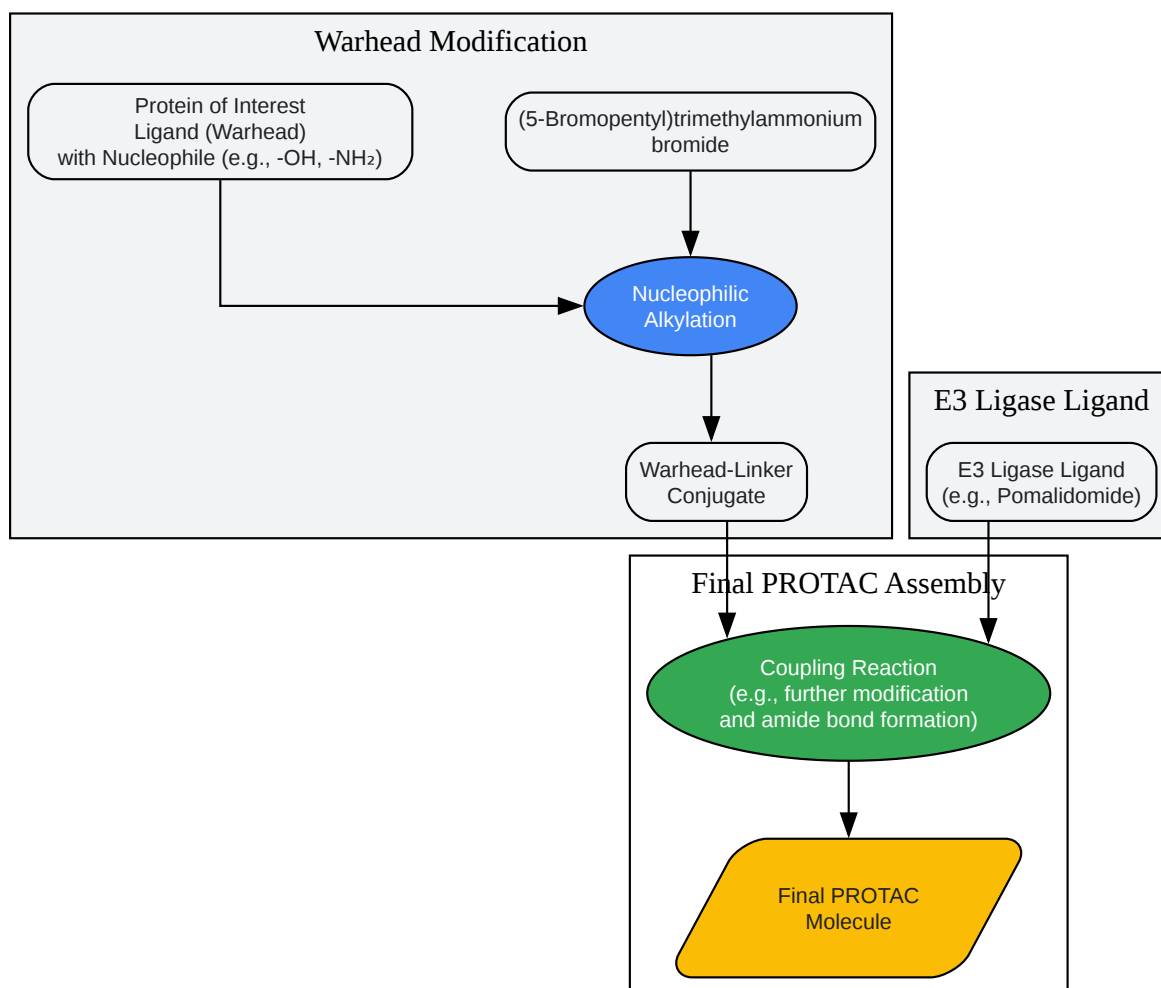 Warhead Modification
Protein of Interest
Ligand (Warhead)
with Nucleophile (e.g., -OH, -NH₂)
(5-Bromopentyl)trimethylammonium
bromide
Nucleophilic
Alkylation
Warhead-Linker
Conjugate
E3 Ligase Ligand
E3 Ligase Ligand
(e.g., Pomalidomide)
Final PROTAC Assembly
Coupling Reaction
(e.g., further modification
and amide bond formation)
Final PROTAC
Molecule